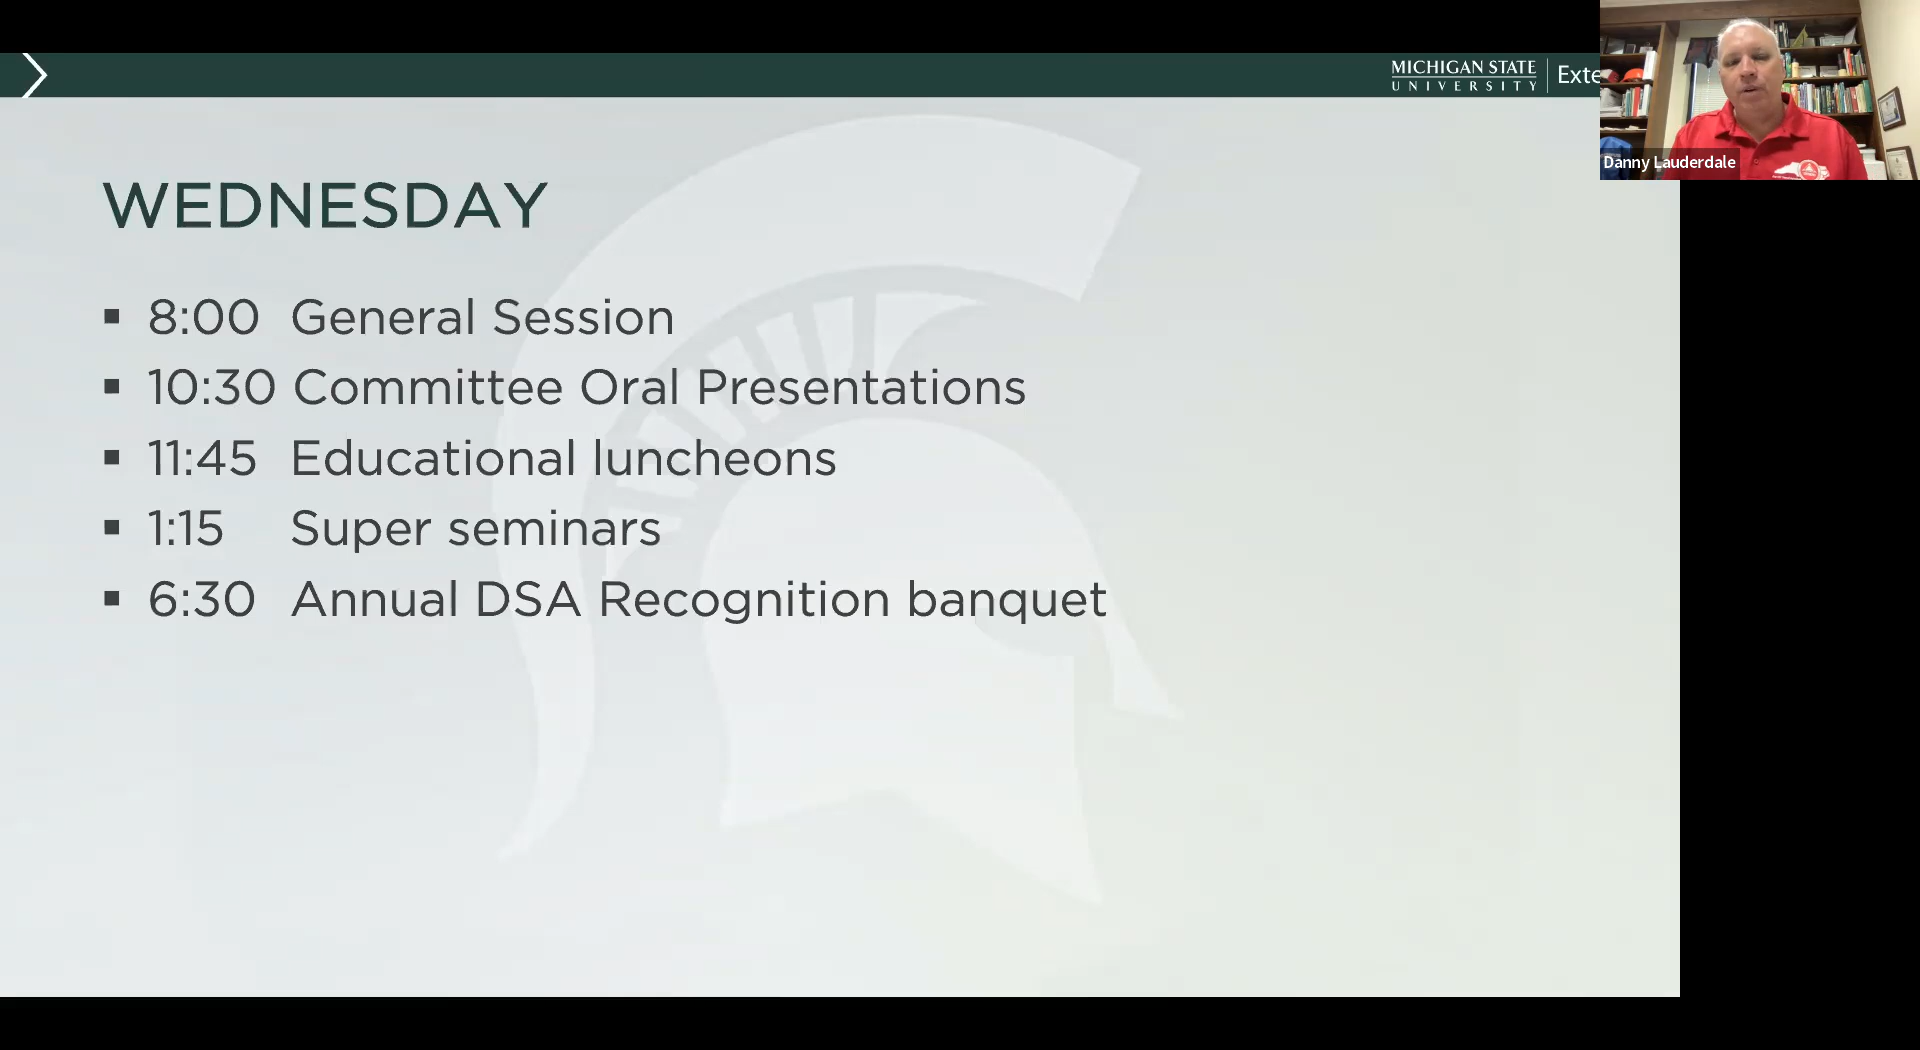 MICHIGAN STATE
UNIVERSITY
Exte
Danny Lauderdale
WEDNESDAY
▪ 8:00 General Session
▪ 10:30 Committee Oral Presentations
▪ 11:45 Educational luncheons
▪ 1:15 Super seminars
▪ 6:30 Annual DSA Recognition banquet